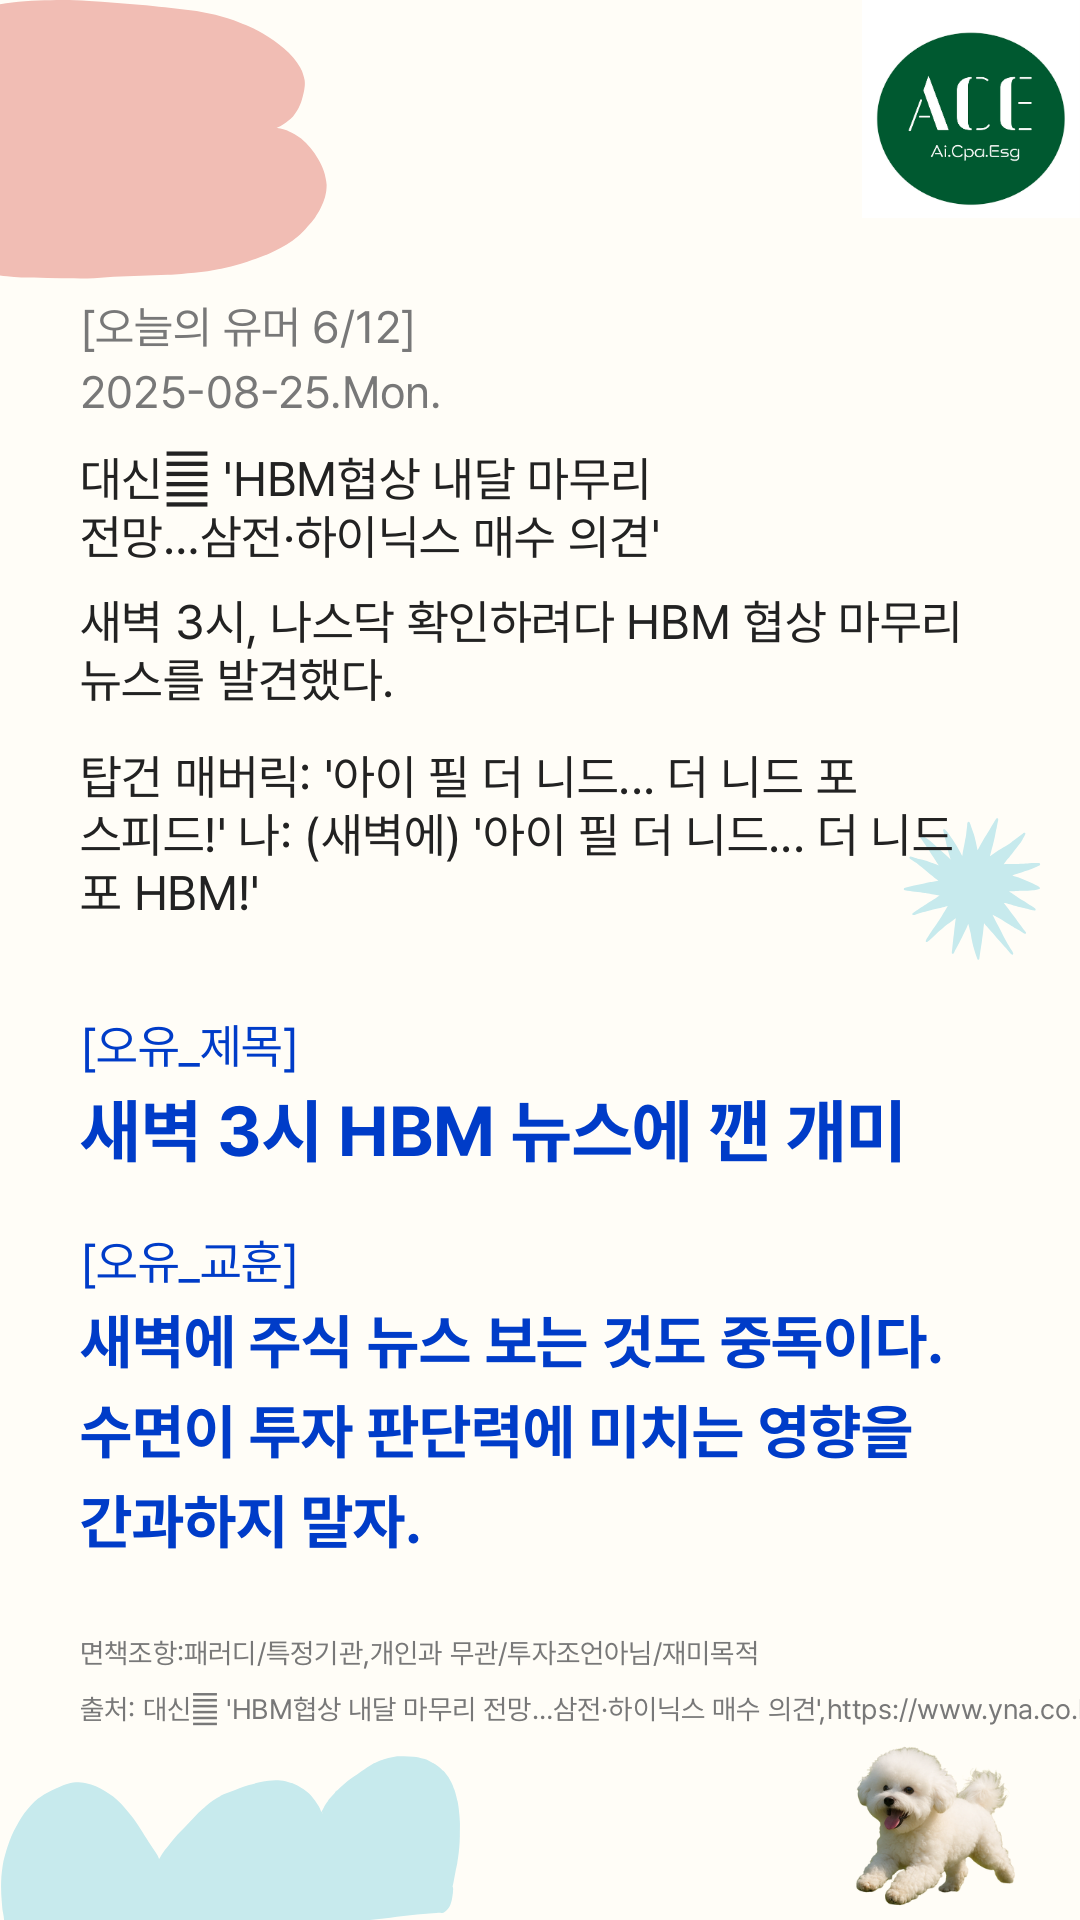 ACE
Ai.Cpa.Esg
[오늘의 유머 6/12]
2025-08-25.Mon.
대신 'HBM협상 내달 마무리
전망…삼전·하이닉스 매수 의견'
새벽 3시, 나스닥 확인하려다 HBM 협상 마무리
뉴스를 발견했다.
탑건 매버릭: '아이 필 더 니드... 더 니드 포
스피드!' 나: (새벽에) '아이 필 더 니드... 더 니드
포 HBM!'
[오유_제목]
새벽 3시 HBM 뉴스에 깬 개미
[오유_교훈]
새벽에 주식 뉴스 보는 것도 중독이다.
수면이 투자 판단력에 미치는 영향을
간과하지 말자.
면책조항:패러디/특정기관,개인과 무관/투자조언아님/재미목적
출처: 대신 'HBM협상 내달 마무리 전망…삼전·하이닉스 매수 의견',https://www.yna.co.